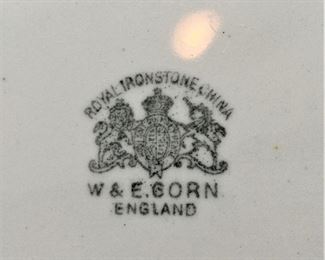 ROYAL IRONSTONE CHINA
W & E. CORN
ENGLAND